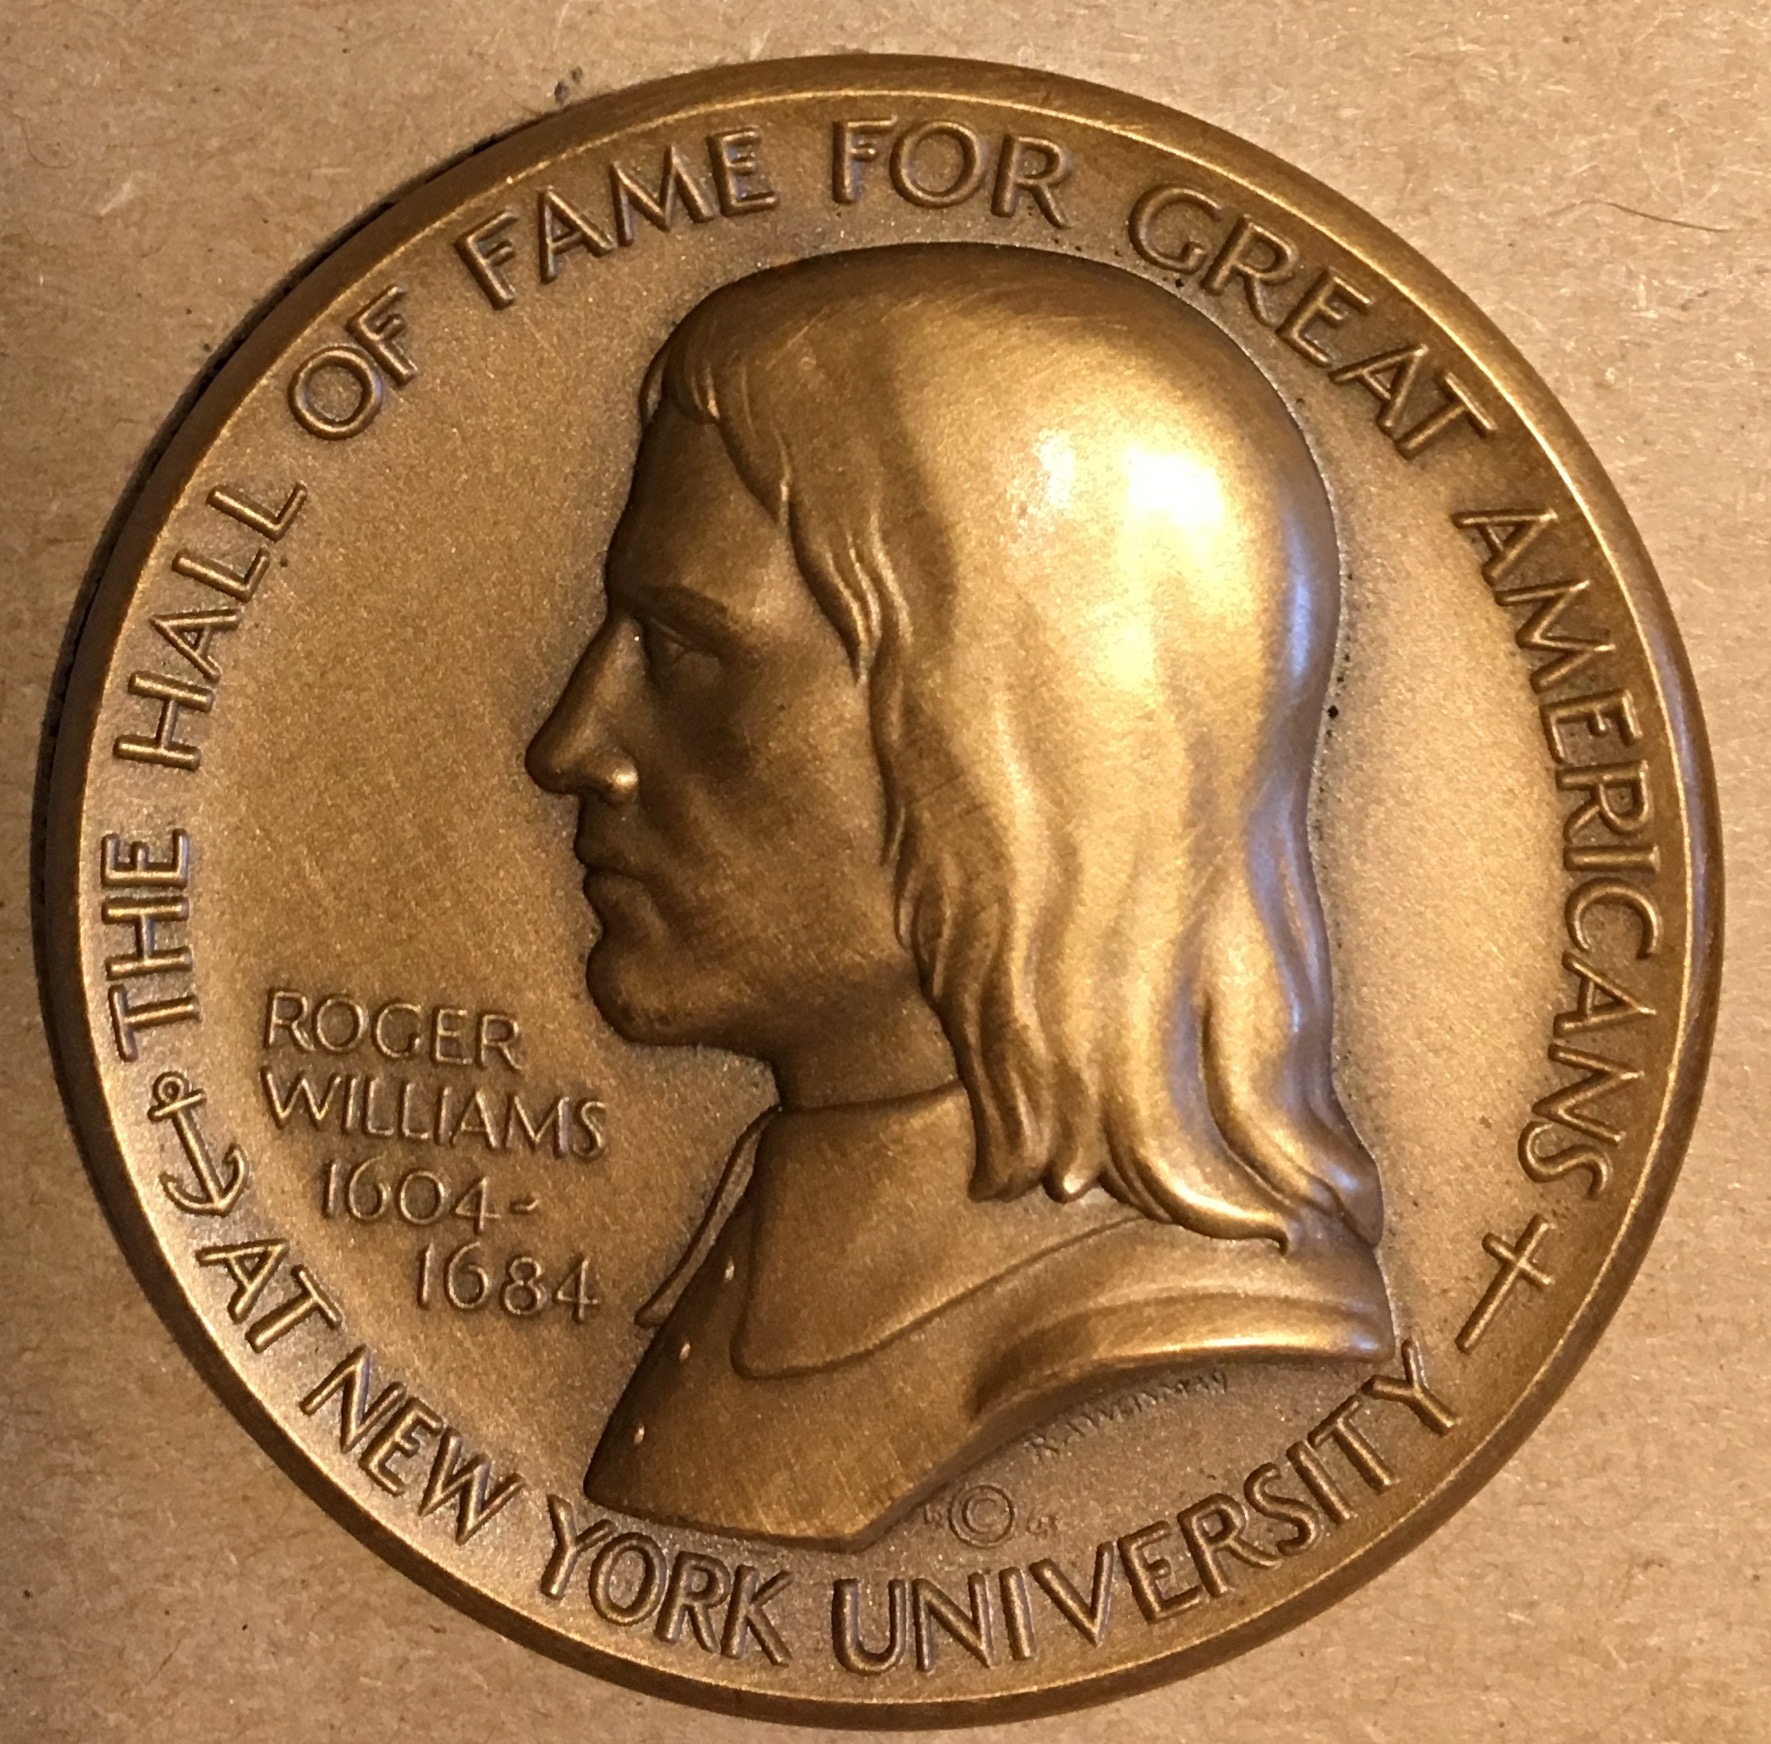 THE HALL OF FAME FOR GREAT AMERICANS
AT NEW YORK UNIVERSITY
ROGER
WILLIAMS
1604-
1684
©